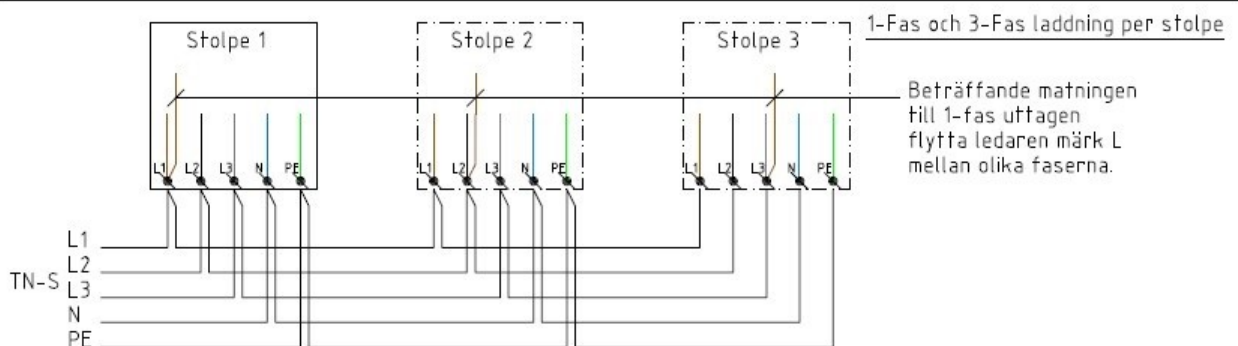 1-Fas och 3-Fas laddning per stolpe
Stolpe 1
Stolpe 2
Stolpe 3
Beträffande matningen
till 1-fas uttagen
flytta ledaren märk L
mellan olika faserna.
L1 L2 L3 N PE
L1 L2 L3 N PE
L1 L2 L3 N PE
L1
L2
TN-S
L3
N
PE